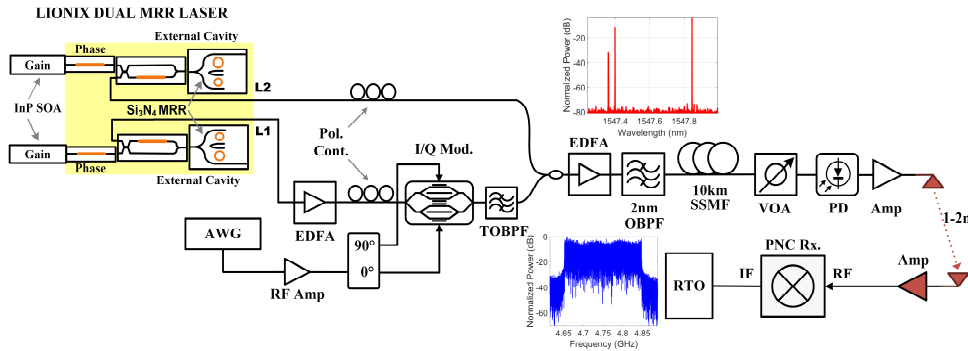 LIONIX DUAL MRR LASER
External Cavity
Phase
Gain
L2
InP SOA
Si3N4 MRR
L1
Gain
Phase
External Cavity
Pol.
Cont.
I/Q Mod.
EDFA
TOBPF
AWG
RF Amp
90°
0°
Normalized Power (dB)
-20
-40
-60
-80
1547.4
1547.6
1547.8
Wavelength (nm)
EDFA
2nm
OBPF
10km
SSMF
VOA
PD
Amp
1-2m
Normalized Power (dB)
0
-20
-40
-60
4.65
4.7
4.75
4.8
4.85
Frequency (GHz)
RTO
IF
PNC Rx.
RF
Amp